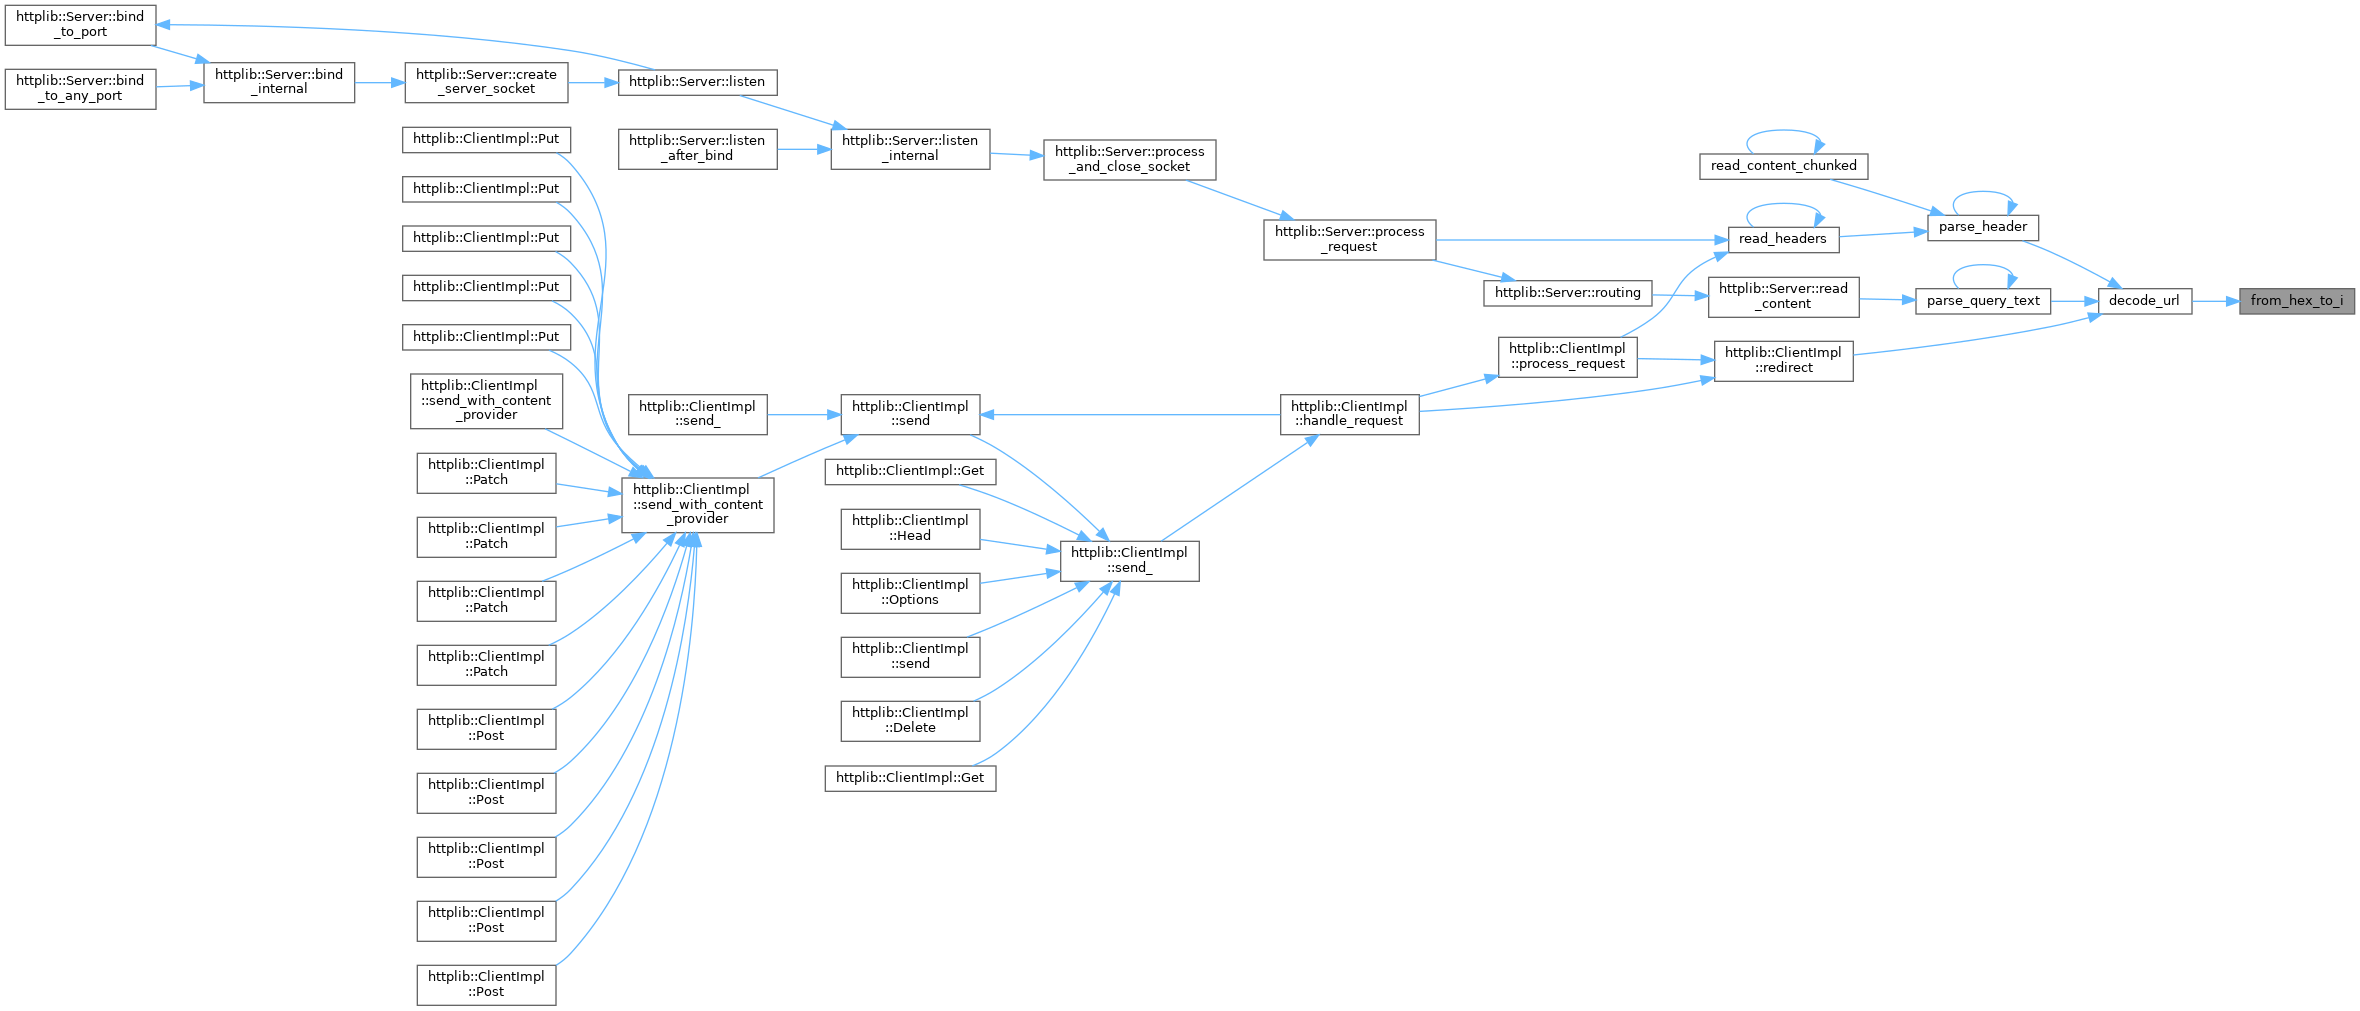 httplib::Server::bind
_to_port
httplib::Server::bind
_to_any_port
httplib::Server::bind
_internal
httplib::Server::create
_server_socket
httplib::Server::listen
httplib::Server::listen
_after_bind
httplib::Server::listen
_internal
httplib::Server::process
_and_close_socket
httplib::Server::process
_request
httplib::Server::routing
httplib::Server::read
_content
read_content_chunked
read_headers
parse_header
parse_query_text
decode_url
from_hex_to_i
httplib::ClientImpl
::redirect
httplib::ClientImpl
::process_request
httplib::ClientImpl
::handle_request
httplib::ClientImpl
::send
httplib::ClientImpl
::send_
httplib::ClientImpl::Get
httplib::ClientImpl
::Head
httplib::ClientImpl
::Options
httplib::ClientImpl
::send
httplib::ClientImpl
::Delete
httplib::ClientImpl::Get
httplib::ClientImpl
::send_
httplib::ClientImpl
::send_with_content
_provider
httplib::ClientImpl::Put
httplib::ClientImpl::Put
httplib::ClientImpl::Put
httplib::ClientImpl::Put
httplib::ClientImpl::Put
httplib::ClientImpl
::send_with_content
_provider
httplib::ClientImpl
::Patch
httplib::ClientImpl
::Patch
httplib::ClientImpl
::Patch
httplib::ClientImpl
::Patch
httplib::ClientImpl
::Post
httplib::ClientImpl
::Post
httplib::ClientImpl
::Post
httplib::ClientImpl
::Post
httplib::ClientImpl
::Post